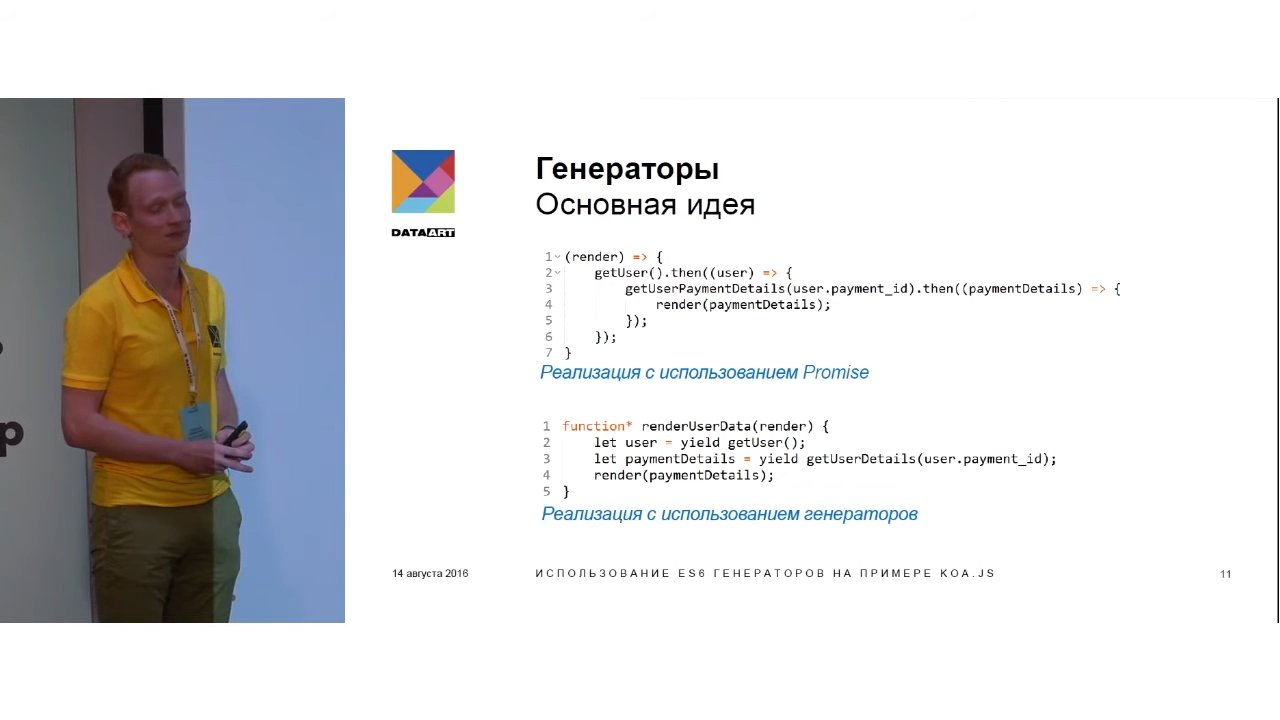 DATAART
Генераторы
Основная идея
1 (render) => {
2     getUser().then((user) => {
3         getUserPaymentDetails(user.payment_id).then((paymentDetails) => {
4             render(paymentDetails);
5         });
6     });
7 }
Реализация с использованием Promise
1 function* renderUserData(render) {
2     let user = yield getUser();
3     let paymentDetails = yield getUserDetails(user.payment_id);
4     render(paymentDetails);
5 }
Реализация с использованием генераторов
14 августа 2016
ИСПОЛЬЗОВАНИЕ ES6 ГЕНЕРАТОРОВ НА ПРИМЕРЕ KOA.JS
11